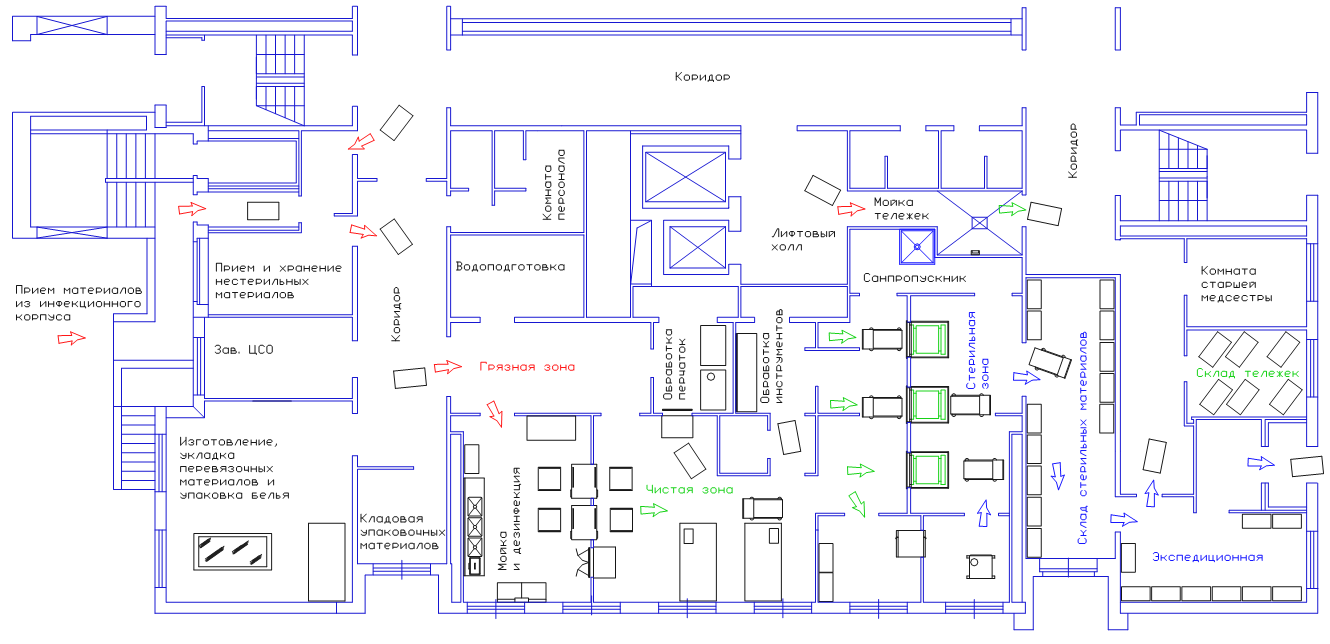 Коридор
Коридор
Комната
персонала
Мойка
тележек
Лифтовый
холл
Прием и хранение
нестерильных
материалов
Водоподготовка
Санпропускник
Комната
старшей
медсестры
Прием материалов
из инфекционного
корпуса
Коридор
Зав. ЦСО
Грязная зона
Обработка
перчаток
Обработка
инструментов
Стерильная
зона
Склад стерильных материалов
Склад тележек
Изготовление,
укладка
перевязочных
материалов и
упаковка белья
Кладовая
упаковочных
материалов
Мойка
и дезинфекция
Чистая зона
Экспедиционная